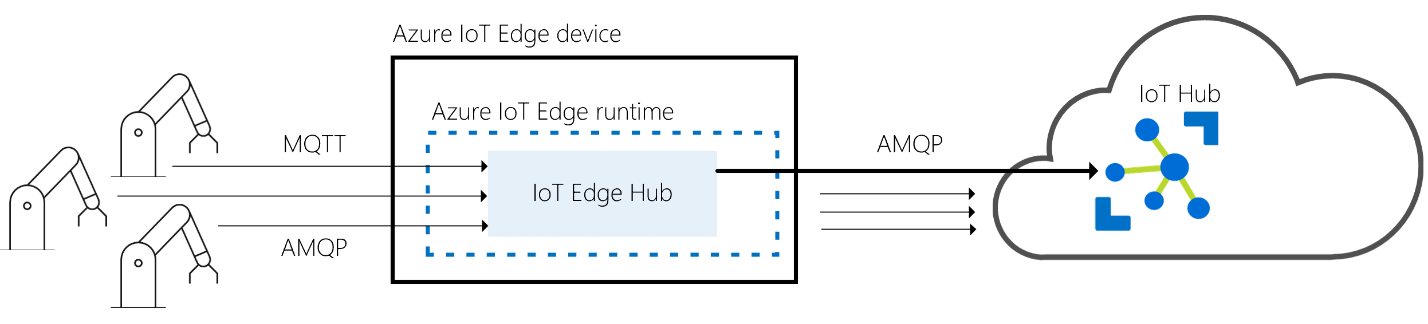 Azure IoT Edge device
IoT Hub
Azure IoT Edge runtime
MQTT
AMQP
IoT Edge Hub
AMQP